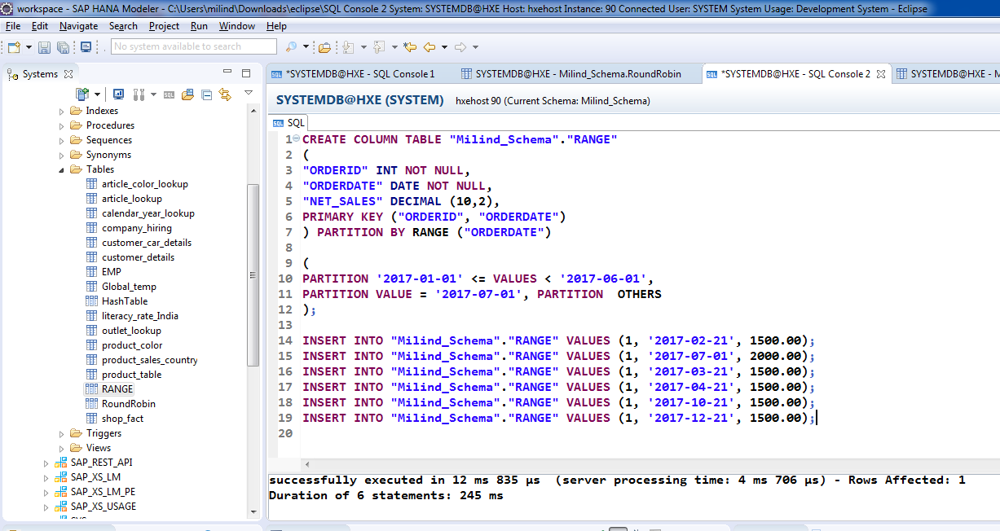 workspace - SAP HANA Modeler - C:\Users\milind\Downloads\eclipse\SQL Console 2 System: SYSTEMDB@HXE Host: hxehost Instance: 90 Connected User: SYSTEM System Usage: Development System - Eclipse
File Edit Navigate Search Project Run Window Help
No system available to search
Systems
*SYSTEMDB@HXE - SQL Console 1
SYSTEMDB@HXE - Milind_Schema.RoundRobin
*SYSTEMDB@HXE - SQL Console 2
SYSTEMDB@HXE - M
SYSTEMDB@HXE (SYSTEM) hxehost 90 (Current Schema: Milind_Schema)
SQL
Indexes
Procedures
Sequences
Synonyms
Tables
article_color_lookup
article_lookup
calendar_year_lookup
company_hiring
customer_car_details
customer_details
EMP
Global_temp
HashTable
literacy_rate_India
outlet_lookup
product_color
product_sales_country
product_table
RANGE
RoundRobin
shop_fact
Triggers
Views
SAP_REST_API
SAP_XS_LM
SAP_XS_LM_PE
SAP_XS_USAGE
1 CREATE COLUMN TABLE "Milind_Schema"."RANGE"
2 (
3 "ORDERID" INT NOT NULL,
4 "ORDERDATE" DATE NOT NULL,
5 "NET_SALES" DECIMAL (10,2),
6 PRIMARY KEY ("ORDERID", "ORDERDATE")
7 ) PARTITION BY RANGE ("ORDERDATE")
8
9 (
10 PARTITION '2017-01-01' <= VALUES < '2017-06-01',
11 PARTITION VALUE = '2017-07-01', PARTITION  OTHERS
12 );
13
14 INSERT INTO "Milind_Schema"."RANGE" VALUES (1, '2017-02-21', 1500.00);
15 INSERT INTO "Milind_Schema"."RANGE" VALUES (1, '2017-07-01', 2000.00);
16 INSERT INTO "Milind_Schema"."RANGE" VALUES (1, '2017-03-21', 1500.00);
17 INSERT INTO "Milind_Schema"."RANGE" VALUES (1, '2017-04-21', 1500.00);
18 INSERT INTO "Milind_Schema"."RANGE" VALUES (1, '2017-10-21', 1500.00);
19 INSERT INTO "Milind_Schema"."RANGE" VALUES (1, '2017-12-21', 1500.00);
20
successfully executed in 12 ms 835 µs  (server processing time: 4 ms 706 µs) - Rows Affected: 1
Duration of 6 statements: 245 ms